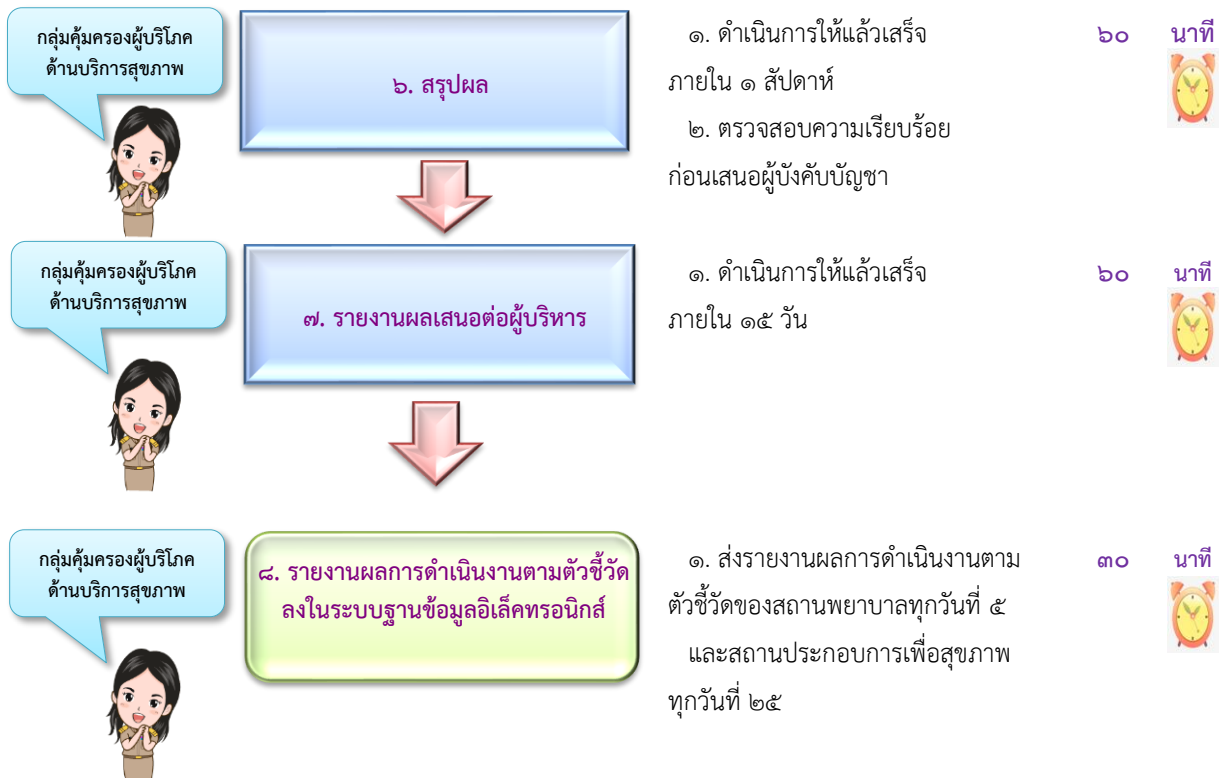 กลุ่มคุ้มครองผู้บริโภค
ด้านบริการสุขภาพ
๖. สรุปผล
๑. ดำเนินการให้แล้วเสร็จ
ภายใน ๑ สัปดาห์
๒. ตรวจสอบความเรียบร้อย
ก่อนเสนอผู้บังคับบัญชา
๖๐ นาที
กลุ่มคุ้มครองผู้บริโภค
ด้านบริการสุขภาพ
๗. รายงานผลเสนอต่อผู้บริหาร
๑. ดำเนินการให้แล้วเสร็จ
ภายใน ๑๕ วัน
๖๐ นาที
กลุ่มคุ้มครองผู้บริโภค
ด้านบริการสุขภาพ
๘. รายงานผลการดำเนินงานตามตัวชี้วัด
ลงในระบบฐานข้อมูลอิเล็คทรอนิกส์
๑. ส่งรายงานผลการดำเนินงานตาม
ตัวชี้วัดของสถานพยาบาลทุกวันที่ ๕
และสถานประกอบการเพื่อสุขภาพ
ทุกวันที่ ๒๕
๓๐ นาที